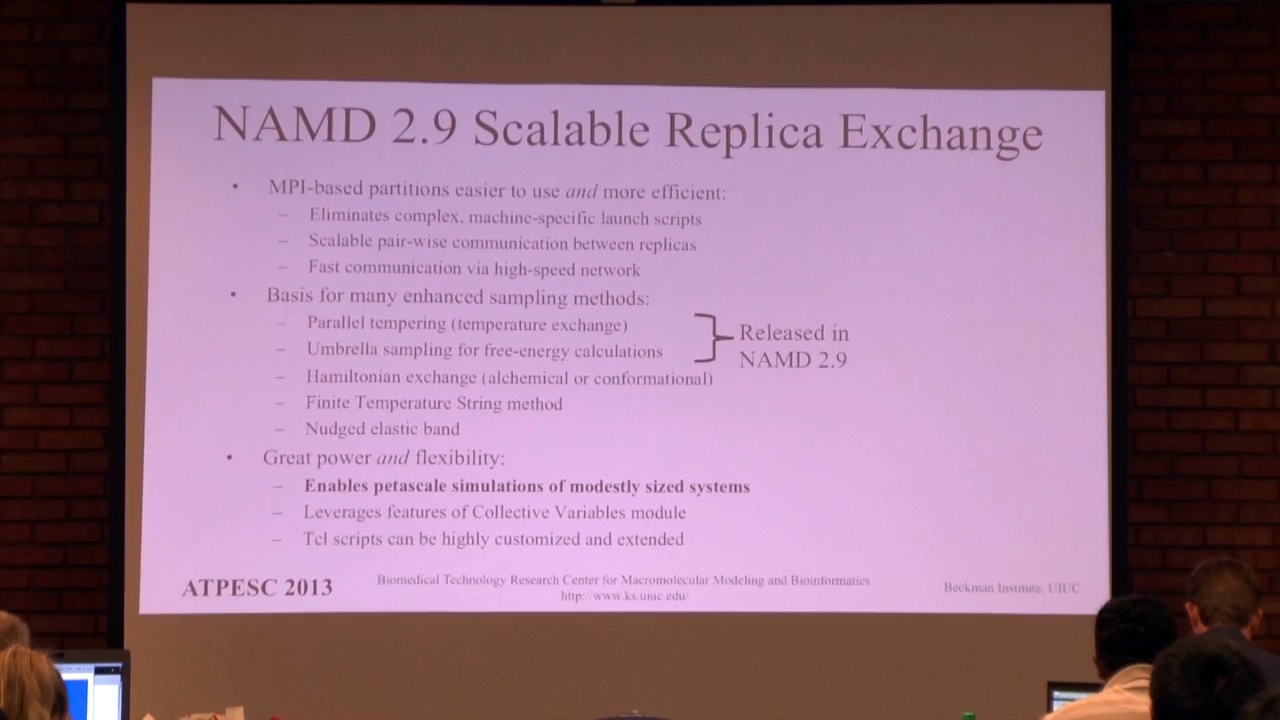 NAMD 2.9 Scalable Replica Exchange
• MPI-based partitions easier to use and more efficient:
– Eliminates complex, machine-specific launch scripts
– Scalable pair-wise communication between replicas
– Fast communication via high-speed network
• Basis for many enhanced sampling methods:
– Parallel tempering (temperature exchange)
– Umbrella sampling for free-energy calculations
Released in
NAMD 2.9
– Hamiltonian exchange (alchemical or conformational)
– Finite Temperature String method
– Nudged elastic band
• Great power and flexibility:
– Enables petascale simulations of modestly sized systems
– Leverages features of Collective Variables module
– Tcl scripts can be highly customized and extended
ATPESC 2013
Biomedical Technology Research Center for Macromolecular Modeling and Bioinformatics
http://www.ks.uiuc.edu/
Beckman Institute, UIUC